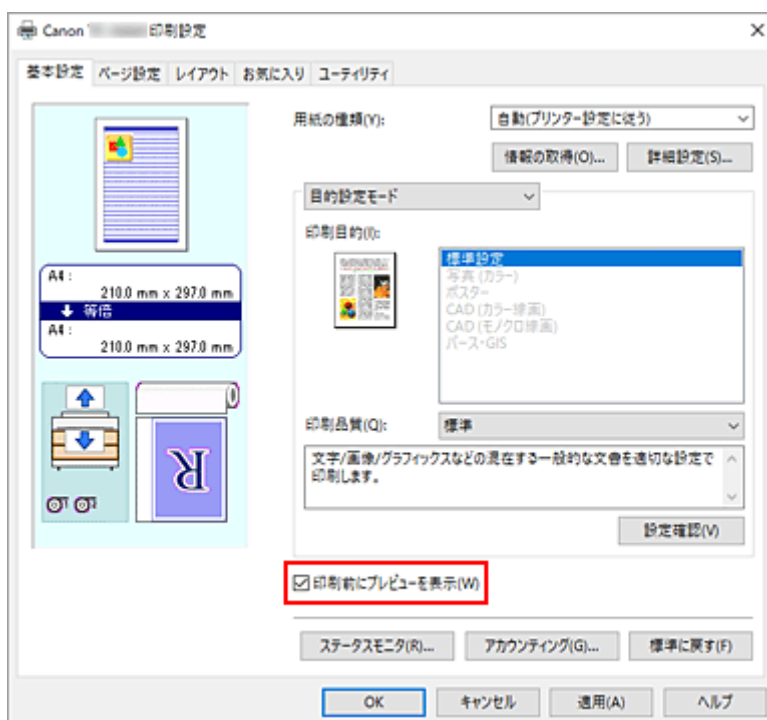 Canon 印刷設定
基本設定 ページ設定 レイアウト お気に入り ユーティリティ
用紙の種類(Y):
自動(プリンター設定に従う)
情報の取得(O)... 詳細設定(S)...
目的設定モード
印刷目的(I):
標準設定
写真 (カラー)
ポスター
CAD (カラー線画)
CAD (モノクロ線画)
パース・GIS
A4 :
210.0 mm x 297.0 mm
等倍
A4 :
210.0 mm x 297.0 mm
R
印刷品質(Q):
標準
文字/画像/グラフィックスなどの混在する一般的な文書を適切な設定で
印刷します。
設定確認(V)
印刷前にプレビューを表示(W)
ステータスモニタ(R)... アカウンティング(G)... 標準に戻す(F)
OK キャンセル 適用(A) ヘルプ